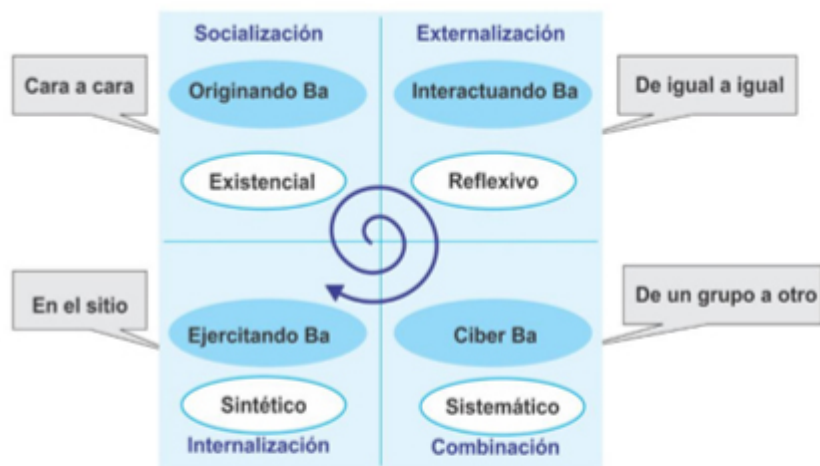 Socialización
Externalización
Cara a cara
Originando Ba
Interactuando Ba
De igual a igual
Existencial
Reflexivo
En el sitio
De un grupo a otro
Ejercitando Ba
Ciber Ba
Sintético
Sistemático
Internalización
Combinación